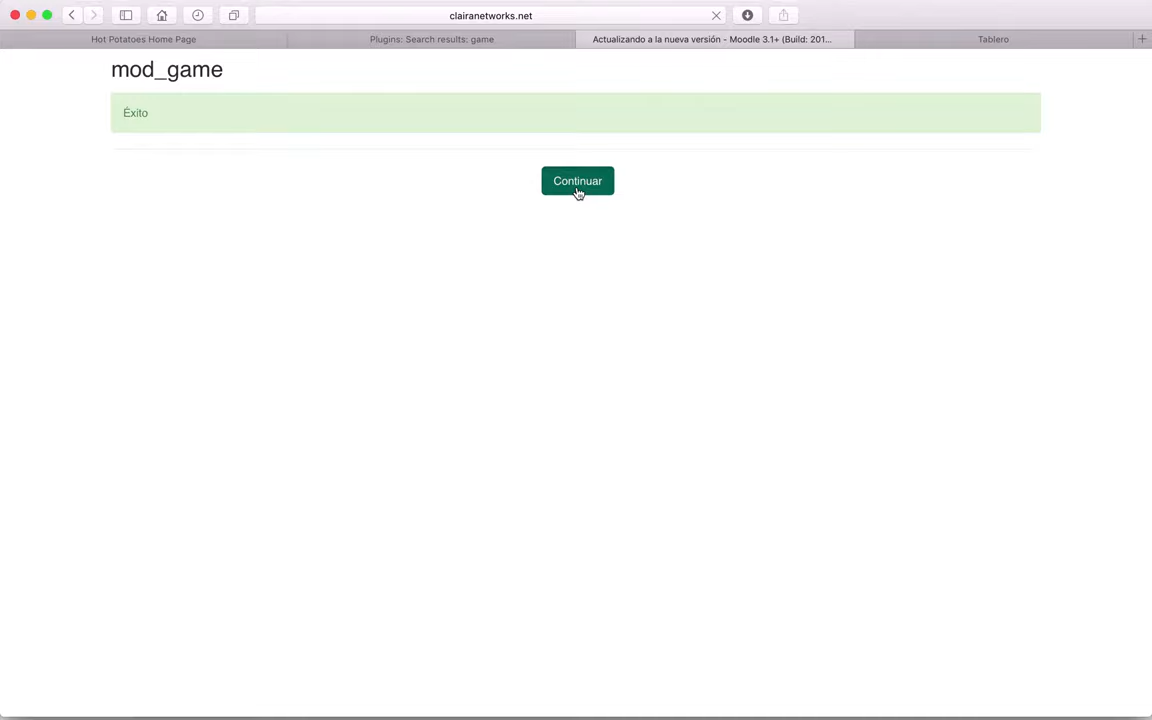 clairanetworks.net
Hot Potatoes Home Page
Plugins: Search results: game
Actualizando a la nueva versión - Moodle 3.1+ (Build: 201...
Tablero
mod_game
Éxito
Continuar